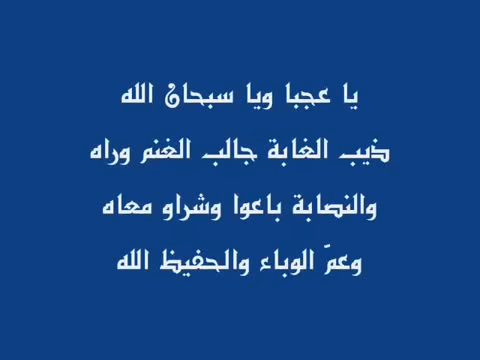 يا عجبا ويا سبحان الله
ذيب الغابة جالب الغنم وراه
والنصابة باعوا وشراو معاه
وعمّ الوباء والحفيظ الله